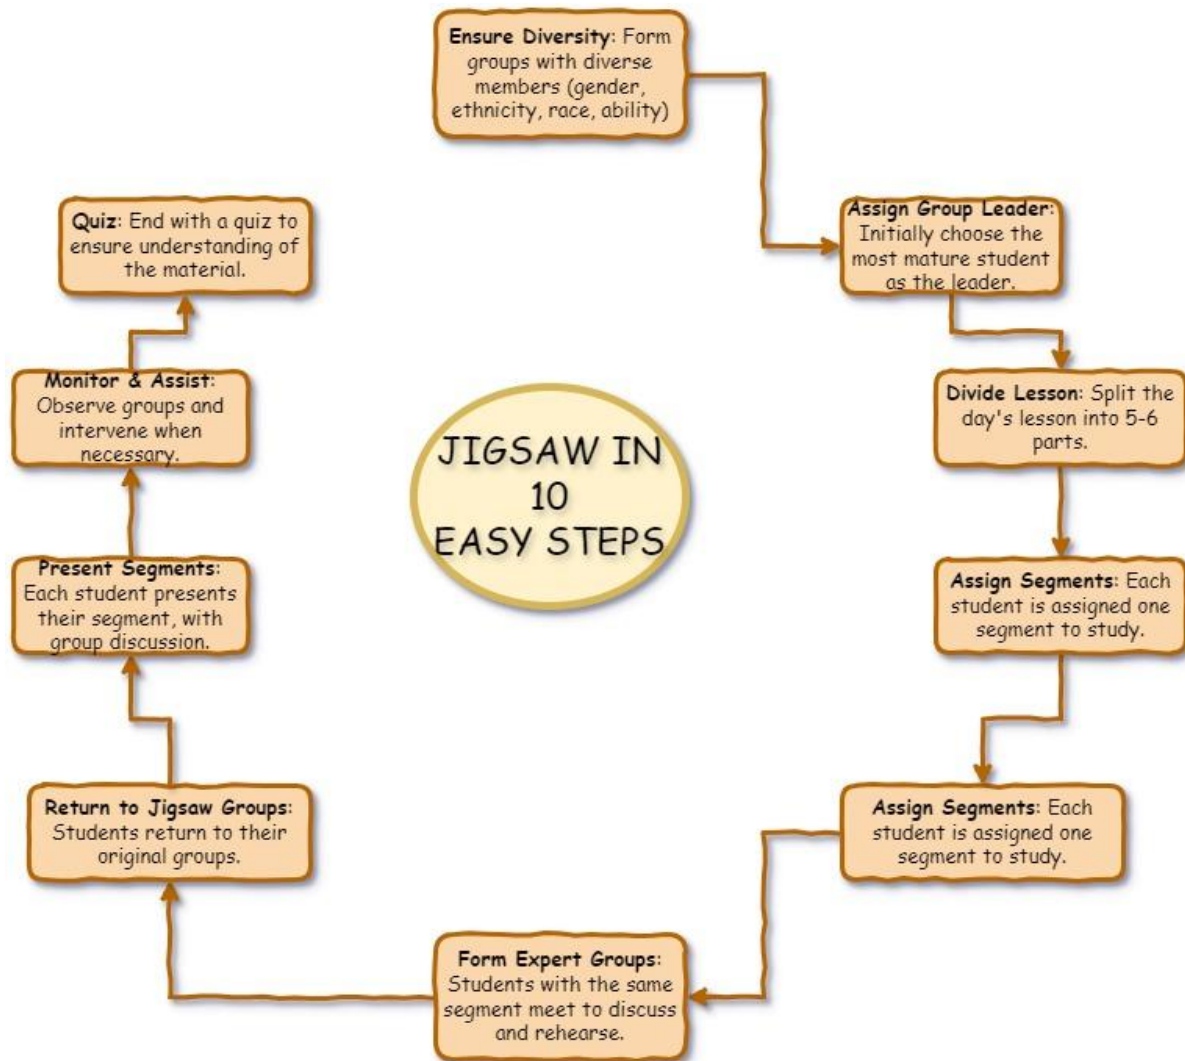 Ensure Diversity: Form
groups with diverse
members (gender,
ethnicity, race, ability)
Assign Group Leader:
Initially choose the
most mature student
as the leader.
Divide Lesson: Split the
day's lesson into 5-6
parts.
Assign Segments: Each
student is assigned one
segment to study.
Assign Segments: Each
student is assigned one
segment to study.
Form Expert Groups:
Students with the same
segment meet to discuss
and rehearse.
Return to Jigsaw Groups:
Students return to their
original groups.
Present Segments:
Each student presents
their segment, with
group discussion.
Monitor & Assist:
Observe groups and
intervene when
necessary.
Quiz: End with a quiz to
ensure understanding of
the material.
JIGSAW IN
10
EASY STEPS